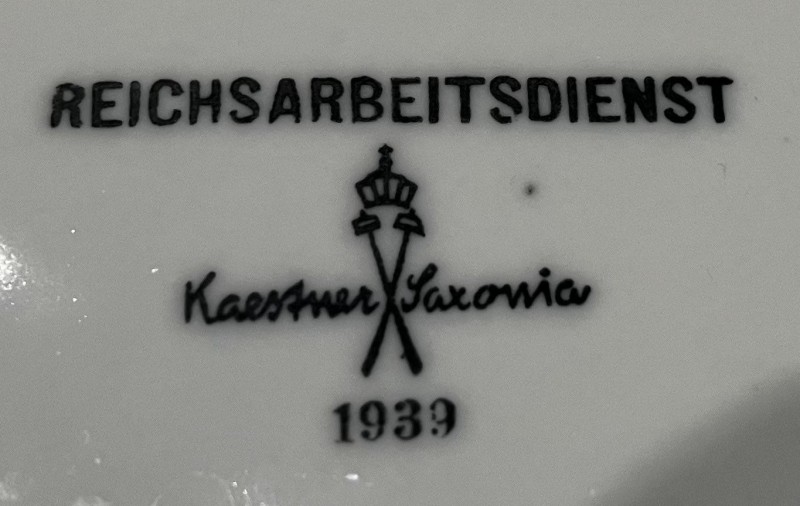 REICHSARBEITSDIENST
Kaestner Saxonia
1939